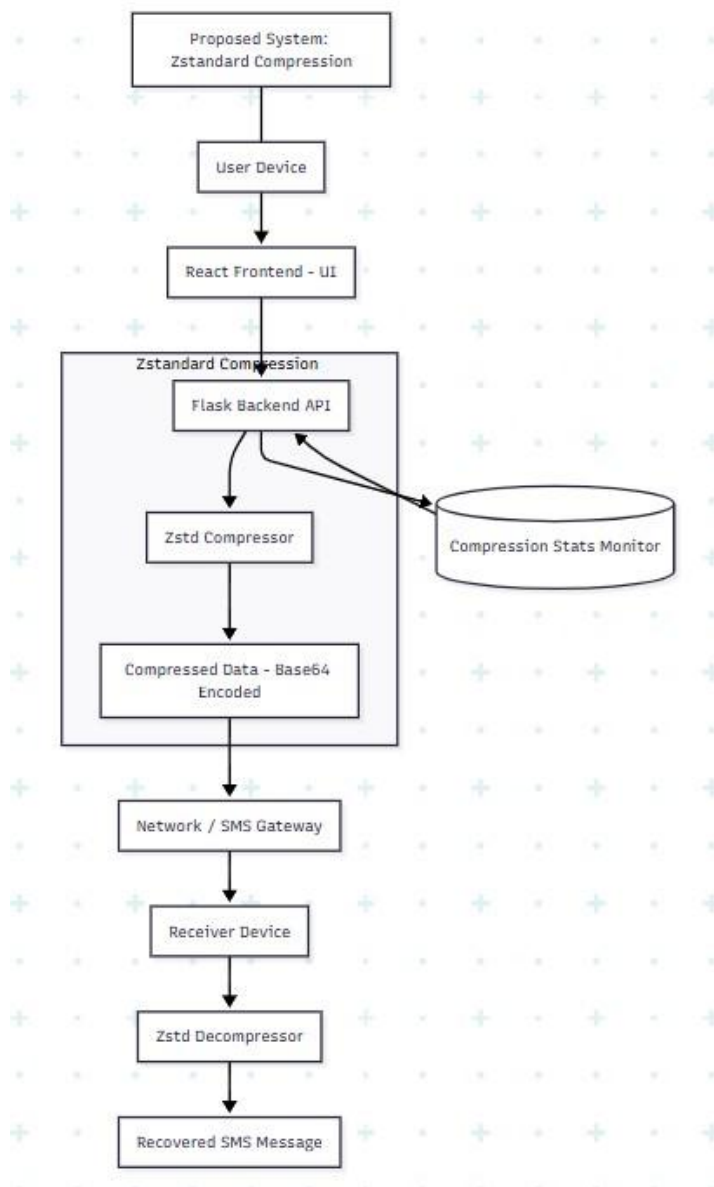 Proposed System:
Zstandard Compression
User Device
React Frontend - UI
Zstandard Compression
Flask Backend API
Zstd Compressor
Compression Stats Monitor
Compressed Data - Base64
Encoded
Network / SMS Gateway
Receiver Device
Zstd Decompressor
Recovered SMS Message